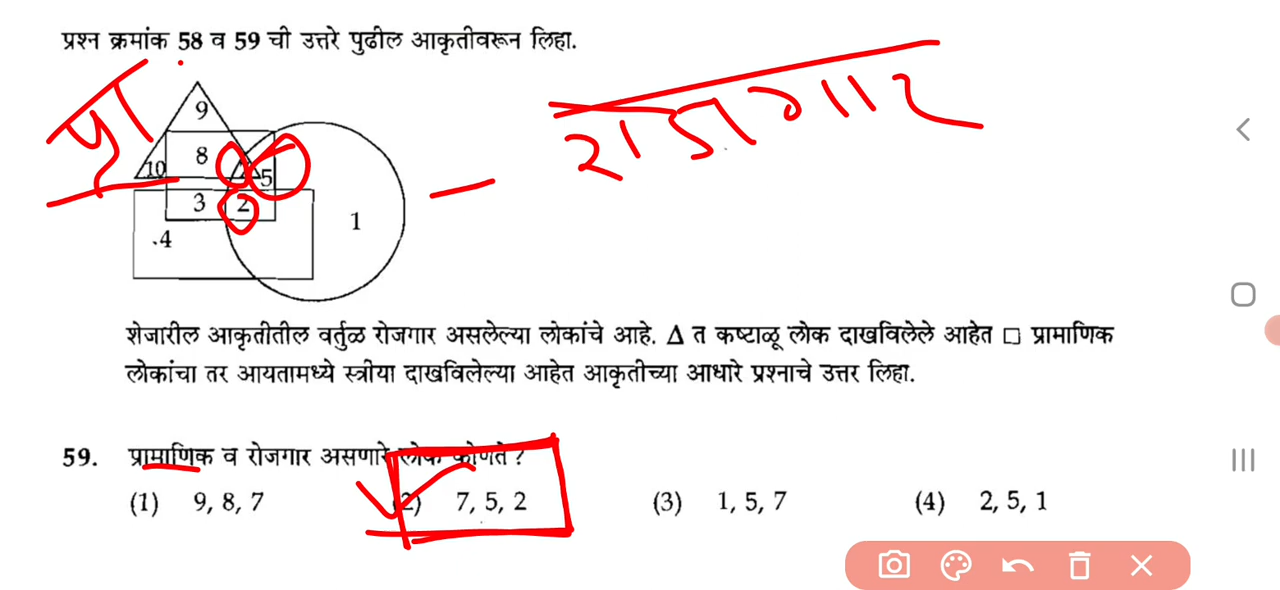 प्रश्न क्रमांक 58 व 59 ची उत्तरे पुढील आकृतीवरून लिहा.
प्रा
रोजगार
9
8
10
5
3 2
1
.4
शेजारील आकृतीतील वर्तुळ रोजगार असलेल्या लोकांचे आहे. Δ त कष्टाळू लोक दाखविलेले आहेत □ प्रामाणिक
लोकांचा तर आयतामध्ये स्त्रीया दाखविलेल्या आहेत आकृतीच्या आधारे प्रश्नाचे उत्तर लिहा.
59. प्रामाणिक व रोजगार असणारे लोक कोणते ?
(1) 9, 8, 7 (2) 7, 5, 2 (3) 1, 5, 7 (4) 2, 5, 1